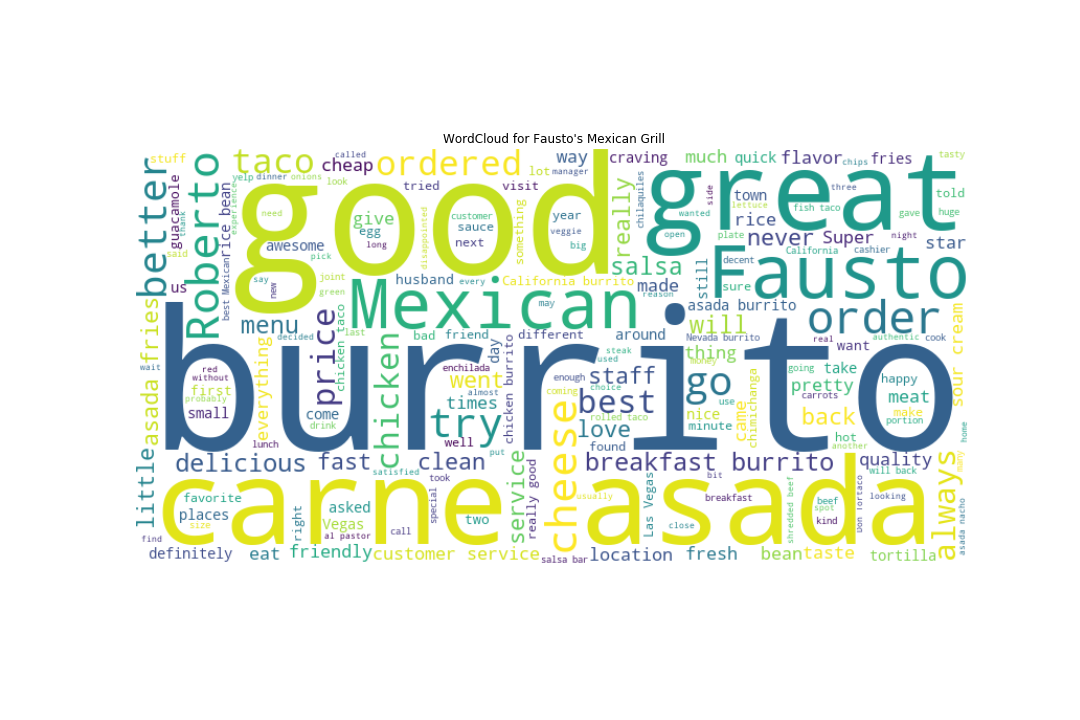 WordCloud for Fausto's Mexican Grill
stuff
called
taco
cheap
ordered
lot
way
manager
craving
much
quick
flavor
chips
fries
tasty
better
guacamole
thank
said
us
Roberto
rice bean
best Mexican
experience
yelp
dinner
onions
look
tried
visit
good
need
give
egg
long
awesome
pick
say
new
joint
green
disappointed
customer
sauce
next
something
year
veggie
big
really
chilaquiles
great
wanted
side
open
town
lettuce
rice
plate
fish taco
three
gave
told
huge
never
Super
night
star
California
cashier
decent
sure
still
Fausto
salsa
made
reason
husband
every
California burrito
may
Mexican
menu
decided
price
chicken taco
last
bad
friend
different
around
asada burrito
will
Nevada burrito
order
real
want
authentic
cook
sour cream
fries
asada
wait
little
burrito
red
without
first
probably
small
everything
come
drink
chicken
day
enchilada
went
almost
times
try
well
put
chicken burrito
steak
used
enough
staff
coming
choice
best
rolled taco
love
found
thing
money
go
use
nice
minute
came
chimichanga
going
take
pretty
carrots
back
hot
another
happy
meat
make
portion
home
lunch
delicious
fast
satisfied
clean
took
service
really good
cheese
breakfast burrito
quality
will back
always
many
carne asada
favorite
places
size
find
right
asked
Vegas
al pastor
call
special
two
usually
Las Vegas
close
bit
breakfast
shredded beef
beef
spot
kind
Don Tortaco
looking
asada nacho
definitely
eat
friendly
customer service
salsa bar
location
fresh
bean
taste
tortilla